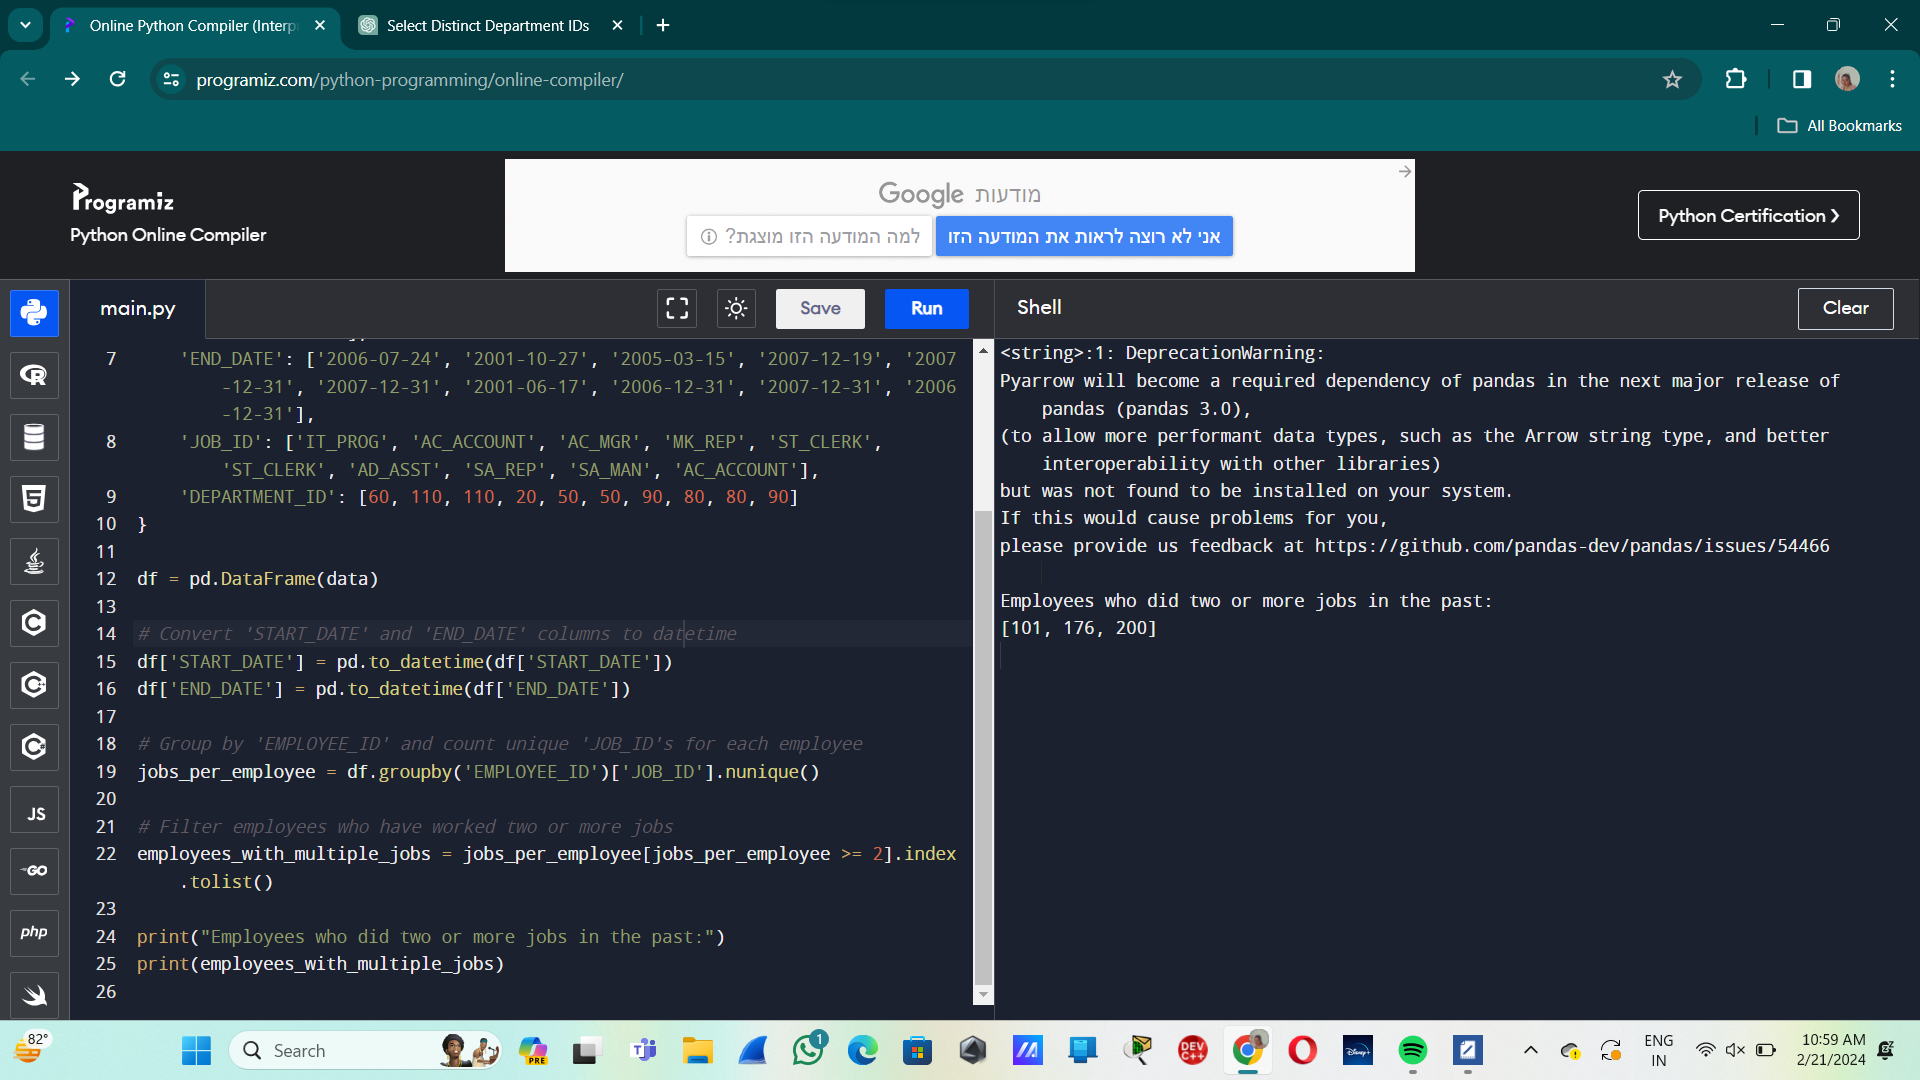 Online Python Compiler (Interp
Select Distinct Department IDs
programiz.com/python-programming/online-compiler/
All Bookmarks
Programiz
Python Online Compiler
מודעות Google
אני לא רוצה לראות את המודעה הזו
למה המודעה הזו מוצגת?
Python Certification ❯
main.py
Save
Run
Shell
Clear
7 'END_DATE': ['2006-07-24', '2001-10-27', '2005-03-15', '2007-12-19', '2007
-12-31', '2007-12-31', '2001-06-17', '2006-12-31', '2007-12-31', '2006
-12-31'],
8 'JOB_ID': ['IT_PROG', 'AC_ACCOUNT', 'AC_MGR', 'MK_REP', 'ST_CLERK',
'ST_CLERK', 'AD_ASST', 'SA_REP', 'SA_MAN', 'AC_ACCOUNT'],
9 'DEPARTMENT_ID': [60, 110, 110, 20, 50, 50, 90, 80, 80, 90]
10 }
11
12 df = pd.DataFrame(data)
13
14 # Convert 'START_DATE' and 'END_DATE' columns to datetime
15 df['START_DATE'] = pd.to_datetime(df['START_DATE'])
16 df['END_DATE'] = pd.to_datetime(df['END_DATE'])
17
18 # Group by 'EMPLOYEE_ID' and count unique 'JOB_ID's for each employee
19 jobs_per_employee = df.groupby('EMPLOYEE_ID')['JOB_ID'].nunique()
20
21 # Filter employees who have worked two or more jobs
22 employees_with_multiple_jobs = jobs_per_employee[jobs_per_employee >= 2].index
.tolist()
23
24 print("Employees who did two or more jobs in the past:")
25 print(employees_with_multiple_jobs)
26
<string>:1: DeprecationWarning:
Pyarrow will become a required dependency of pandas in the next major release of
pandas (pandas 3.0),
(to allow more performant data types, such as the Arrow string type, and better
interoperability with other libraries)
but was not found to be installed on your system.
If this would cause problems for you,
please provide us feedback at https://github.com/pandas-dev/pandas/issues/54466
Employees who did two or more jobs in the past:
[101, 176, 200]
R
5
C
C
C
JS
GO
php
82°
Search
PRE
1
DEV C++
Disney+
ENG
IN
10:59 AM
2/21/2024